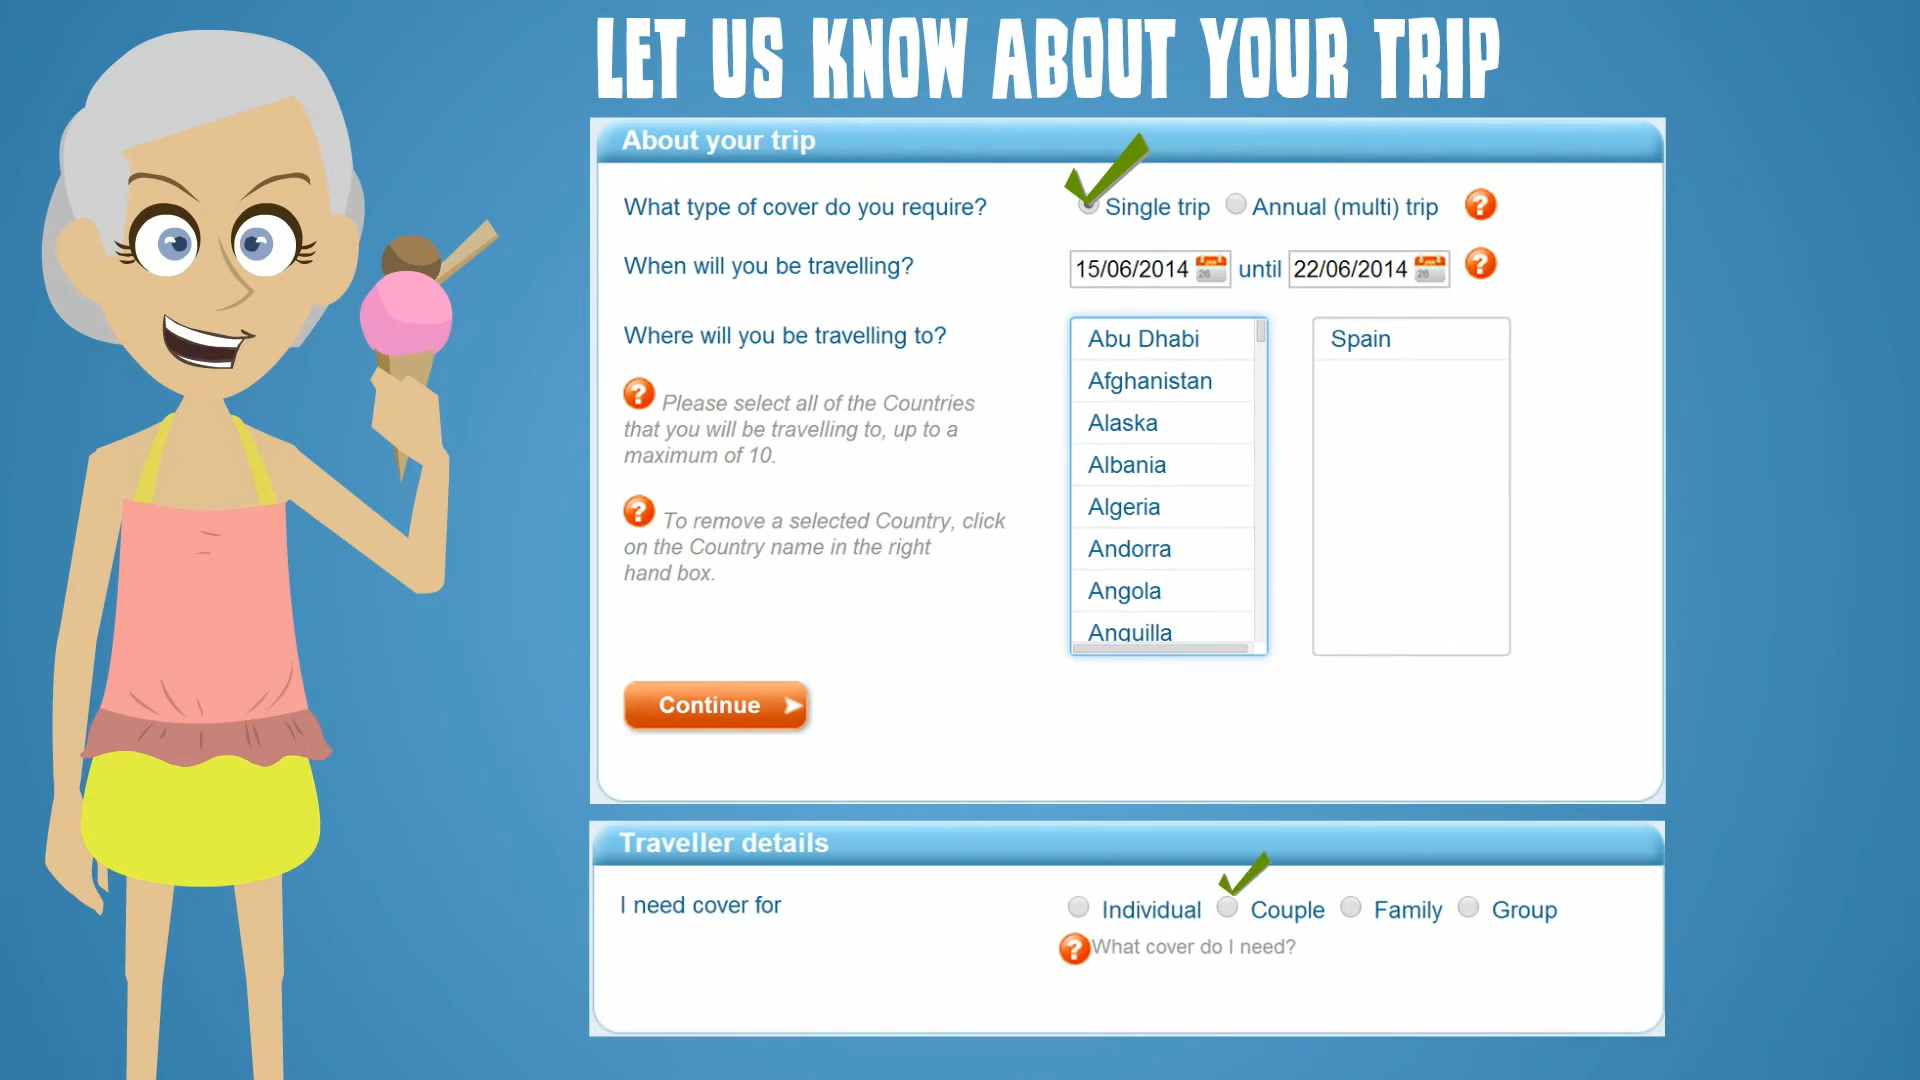 LET US KNOW ABOUT YOUR TRIP
About your trip
What type of cover do you require?
Single trip
Annual (multi) trip
?
When will you be travelling?
15/06/2014
until
22/06/2014
?
Where will you be travelling to?
? Please select all of the Countries
that you will be travelling to, up to a
maximum of 10.
? To remove a selected Country, click
on the Country name in the right
hand box.
Abu Dhabi
Afghanistan
Alaska
Albania
Algeria
Andorra
Angola
Anguilla
Spain
Continue
Traveller details
I need cover for
Individual
Couple
Family
Group
? What cover do I need?